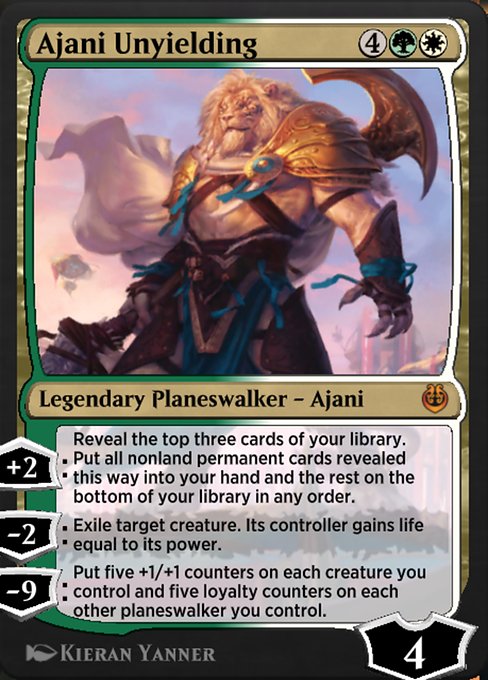 Ajani Unyielding 4
Legendary Planeswalker – Ajani
+2
Reveal the top three cards of your library.
Put all nonland permanent cards revealed
this way into your hand and the rest on the
bottom of your library in any order.
-2
Exile target creature. Its controller gains life
equal to its power.
-9
Put five +1/+1 counters on each creature you
control and five loyalty counters on each
other planeswalker you control.
Kieran Yanner
4